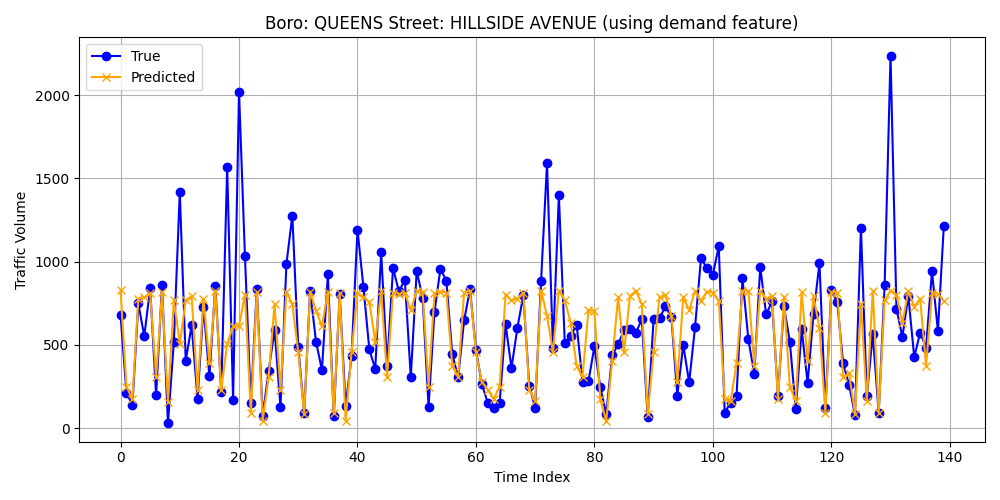 Boro: QUEENS Street: HILLSIDE AVENUE (using demand feature)
True
Predicted
Traffic Volume
2000
1500
1000
500
0
0 20 40 60 80 100 120 140
Time Index